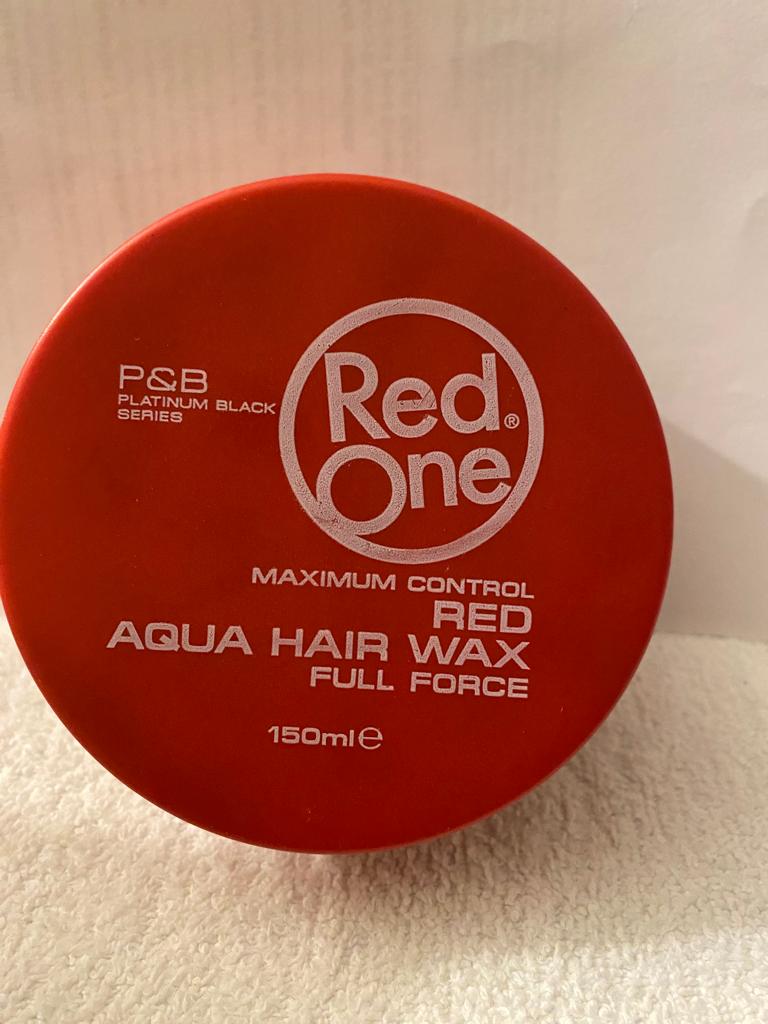 P&B
PLATINUM BLACK
SERIES
Red®
One
MAXIMUM CONTROL
RED
AQUA HAIR WAX
FULL FORCE
150ml℮